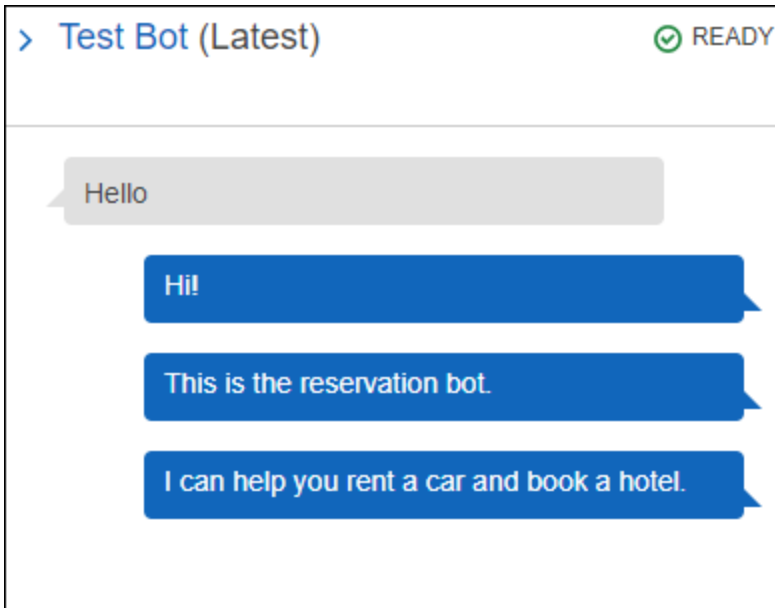 Test Bot (Latest) READY
Hello
Hi!
This is the reservation bot.
I can help you rent a car and book a hotel.